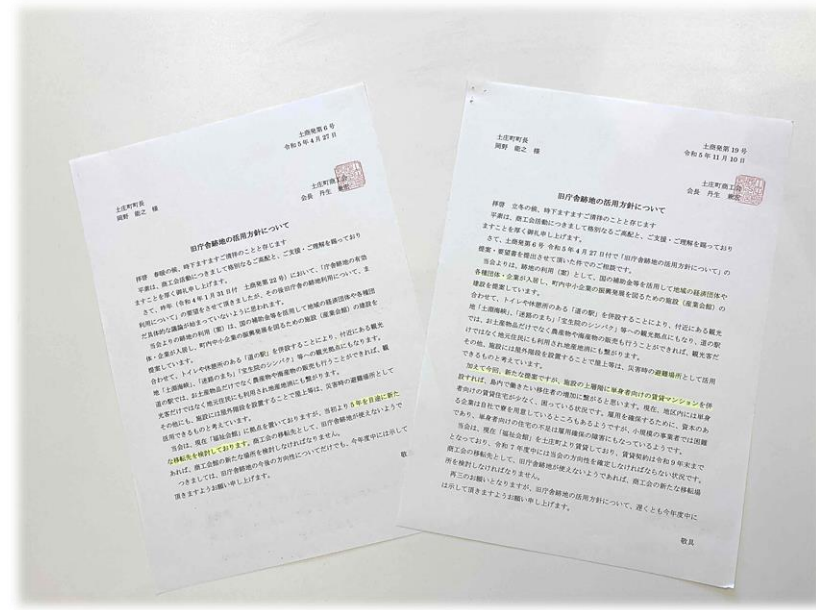 土商発第6号
令和5年4月27日
土庄町町長
岡野 能之 様
土庄町商工会
会長 丹生
旧庁舎跡地の活用方針について
拝啓 春暖の候、時下ますますご清祥のことと存じます
平素は、商工会活動につきまして格別なるご高配と、ご支援・ご理解を賜っており
ますことを厚く御礼申し上げます。
さて、昨年(令和4年1月31日付 土商発第22号)において、「庁舎跡地の有効
利用について」の要望をさせて頂きましたが、その後旧庁舎の跡地利用について、ま
だ具体的な議論が始まっていないように思われます。
当会よりの跡地の利用(案)は、国の補助金等を活用して地域の経済団体や各種団
体・企業が入居し、町内中小企業の振興発展を図るための施設(産業会館)の建設を
提案しています。
合わせて、トイレや休憩所のある「道の駅」を併設することにより、付近にある観光
地「土淵海峡」、「迷路のまち」「宝生院のシンパク」等への観光拠点にもなります。
道の駅では、お土産物品だけでなく農産物や海産物の販売も行うことができれば、観
光客だけではなく地元住民にも利用され地産地消にも繋がります。
その他にも、施設には屋外階段を設置することで屋上等は、災害時の避難場所として
活用できるものと考えています。
当会は、現在「福祉会館」に拠点を置いておりますが、当初より5年を目途に新た
な移転先を検討しております。商工会の移転先として、旧庁舎跡地が使えないようで
あれば、商工会館の新たな場所を検討しなければなりません。
つきましては、旧庁舎跡地の今後の方向性についてだけでも、今年度中には示して
頂きますようお願い申し上げます。
敬
土商発第19号
令和5年11月10日
土庄町町長
岡野 能之 様
土庄町商工会
会長 丹生
旧庁舎跡地の活用方針について
拝啓 立冬の候、時下ますますご清祥のことと存じます
平素は、商工会活動につきまして格別なるご高配と、ご支援・ご理解を賜っており
ますことを厚く御礼申し上げます。
さて、土商発第6号 令和5年4月27日付で「旧庁舎跡地の活用方針について」の
提案・要望書を提出させて頂いた件でのご相談です。
当会よりは、跡地の利用(案)として、国の補助金等を活用して地域の経済団体や
各種団体・企業が入居し、町内中小企業の振興発展を図るための施設(産業会館)の
建設を提案しています。
合わせて、トイレや休憩所のある「道の駅」を併設することにより、付近にある観光
地「土淵海峡」、「迷路のまち」「宝生院のシンパク」等への観光拠点にもなり、道の駅
では、お土産物品だけでなく農産物や海産物の販売も行うことができれば、観光客だ
けではなく地元住民にも利用され地産地消にも繋がります。
その他、施設には屋外階段を設置することで屋上等は、災害時の避難場所として活用
できるものと考えています。
加えて今回、新たな提案ですが、施設の上層階に単身者向けの賃貸マンションを併
設すれば、島内で働きたい移住者の増加に繋がると思います。現在、地区内には単身
者向けの賃貸住宅が少なく、困っている状況です。雇用を確保するために、資本のあ
る企業は自社で寮を用意しているところもあるようですが、小規模の事業者では困難
であり、単身者向けの住宅の不足は雇用確保の障害にもなっているようです。
当会は、現在「福祉会館」を土庄町より賃貸しており、賃貸契約は令和9年末まで
となっており、令和7年度中には当会の方向性を確定しなければならない状況です。
商工会の移転先として、旧庁舎跡地が使えないようであれば、商工会の新たな移転場
所を検討しなければなりません。
再三のお願いとなりますが、旧庁舎跡地の活用方針について、遅くとも今年度中に
は示して頂きますようお願い申し上げます。
敬具